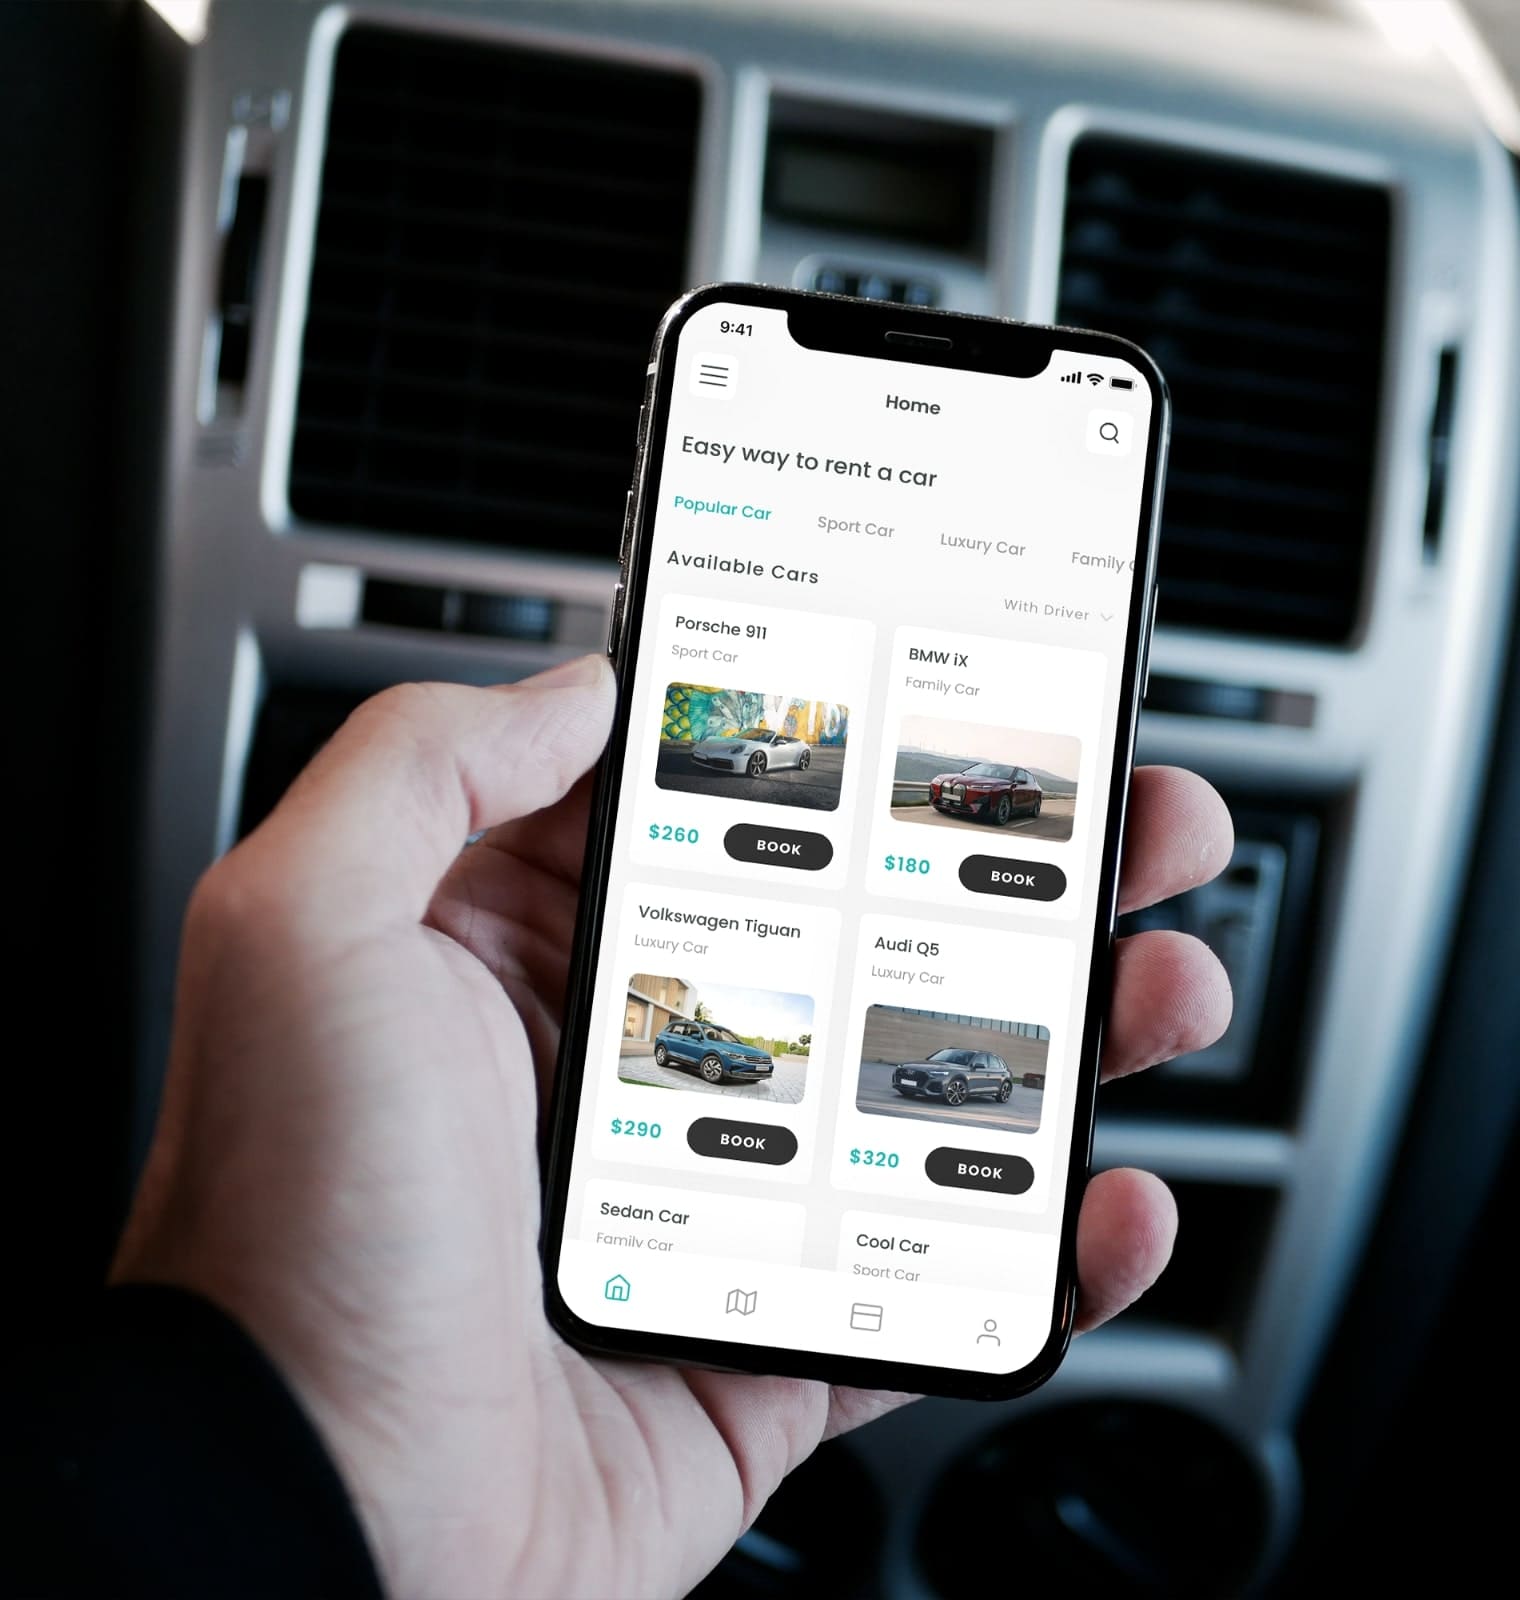 9:41
Home
Easy way to rent a car
Popular Car Sport Car Luxury Car Family
Available Cars
With Driver
Porsche 911
Sport Car
$260 BOOK
BMW iX
Family Car
$180 BOOK
Volkswagen Tiguan
Luxury Car
$290 BOOK
Audi Q5
Luxury Car
$320 BOOK
Sedan Car
Family Car
Cool Car
Sport Car